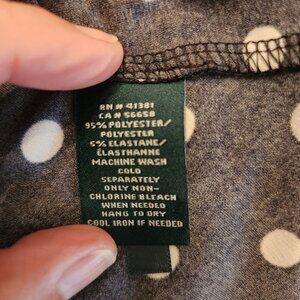 RN # 41381
CA # 56658
95% POLYESTER/
POLYESTER
5% ELASTANE/
ÉLASTHANNE
MACHINE WASH
COLD
SEPARATELY
ONLY NON-
CHLORINE BLEACH
WHEN NEEDED
HANG TO DRY
COOL IRON IF NEEDED